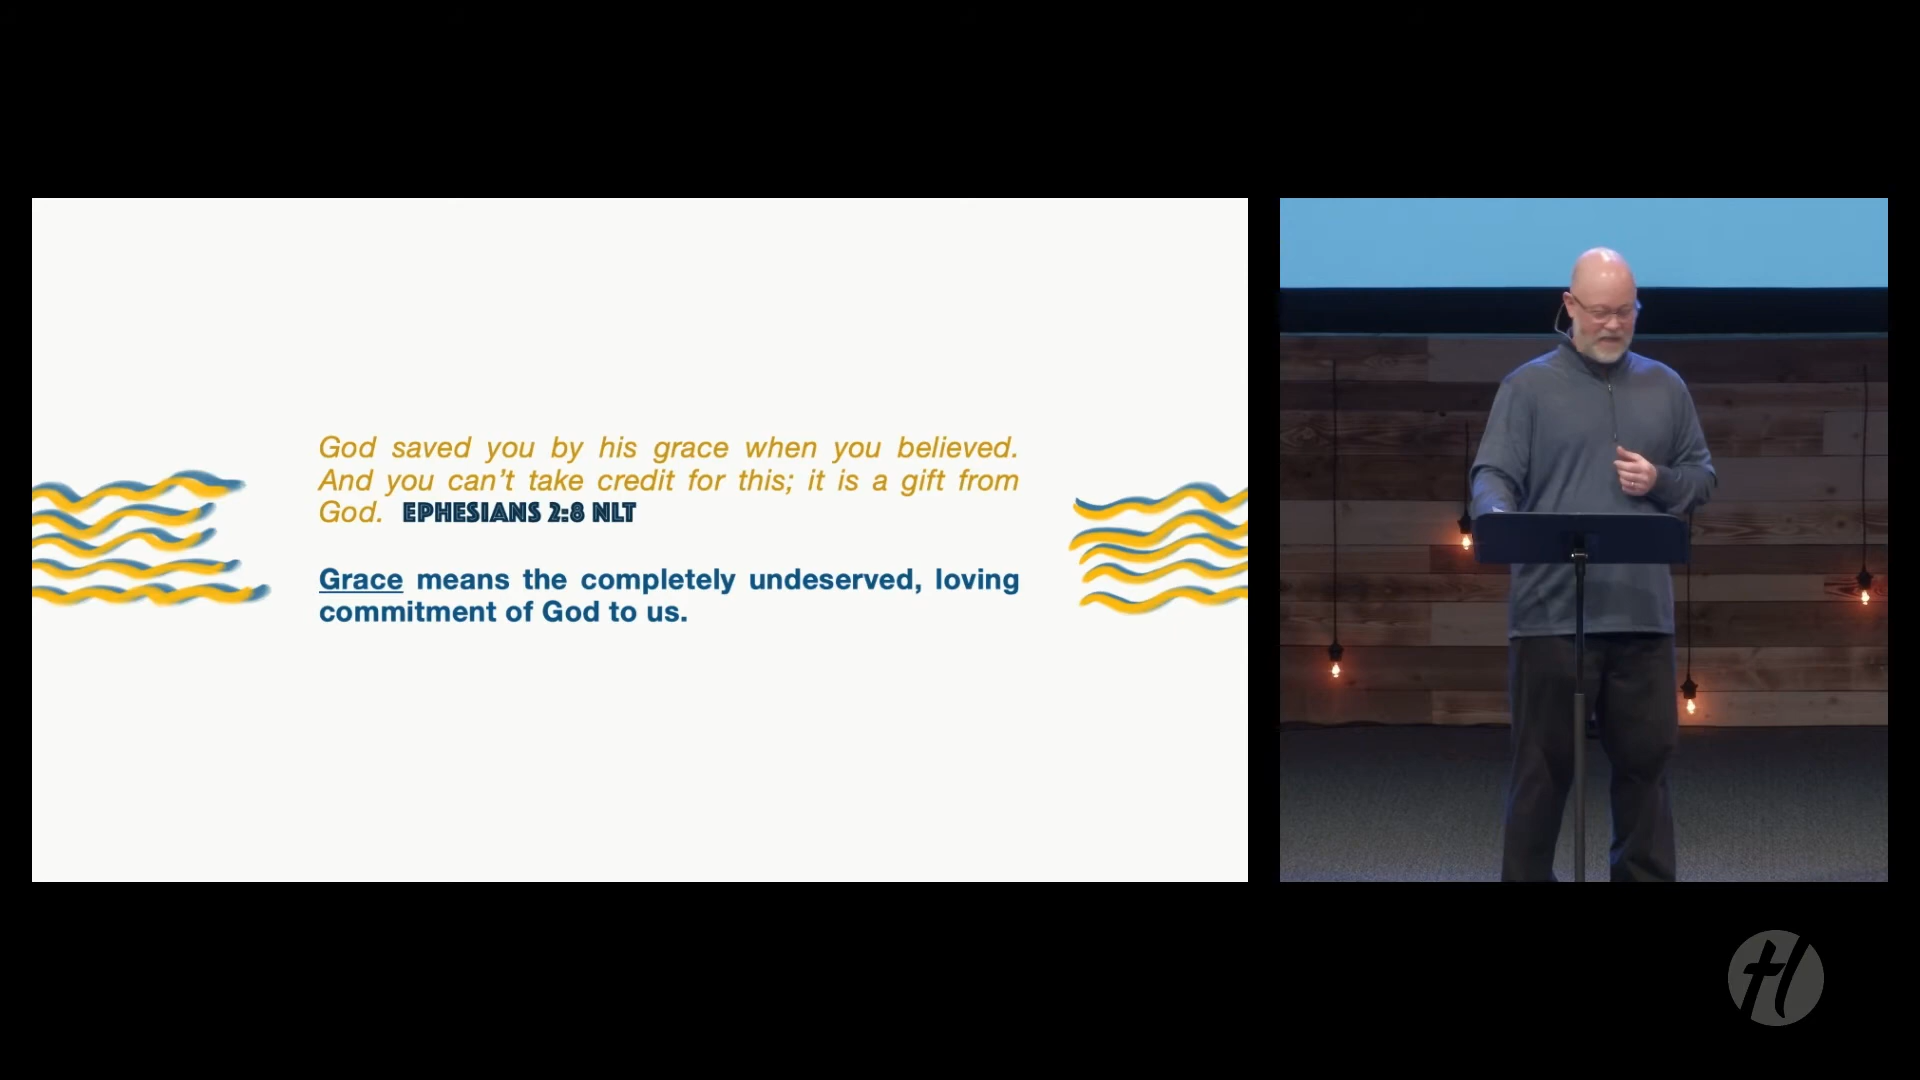 God saved you by his grace when you believed.
And you can’t take credit for this; it is a gift from
God. EPHESIANS 2:8 NLT
Grace means the completely undeserved, loving
commitment of God to us.